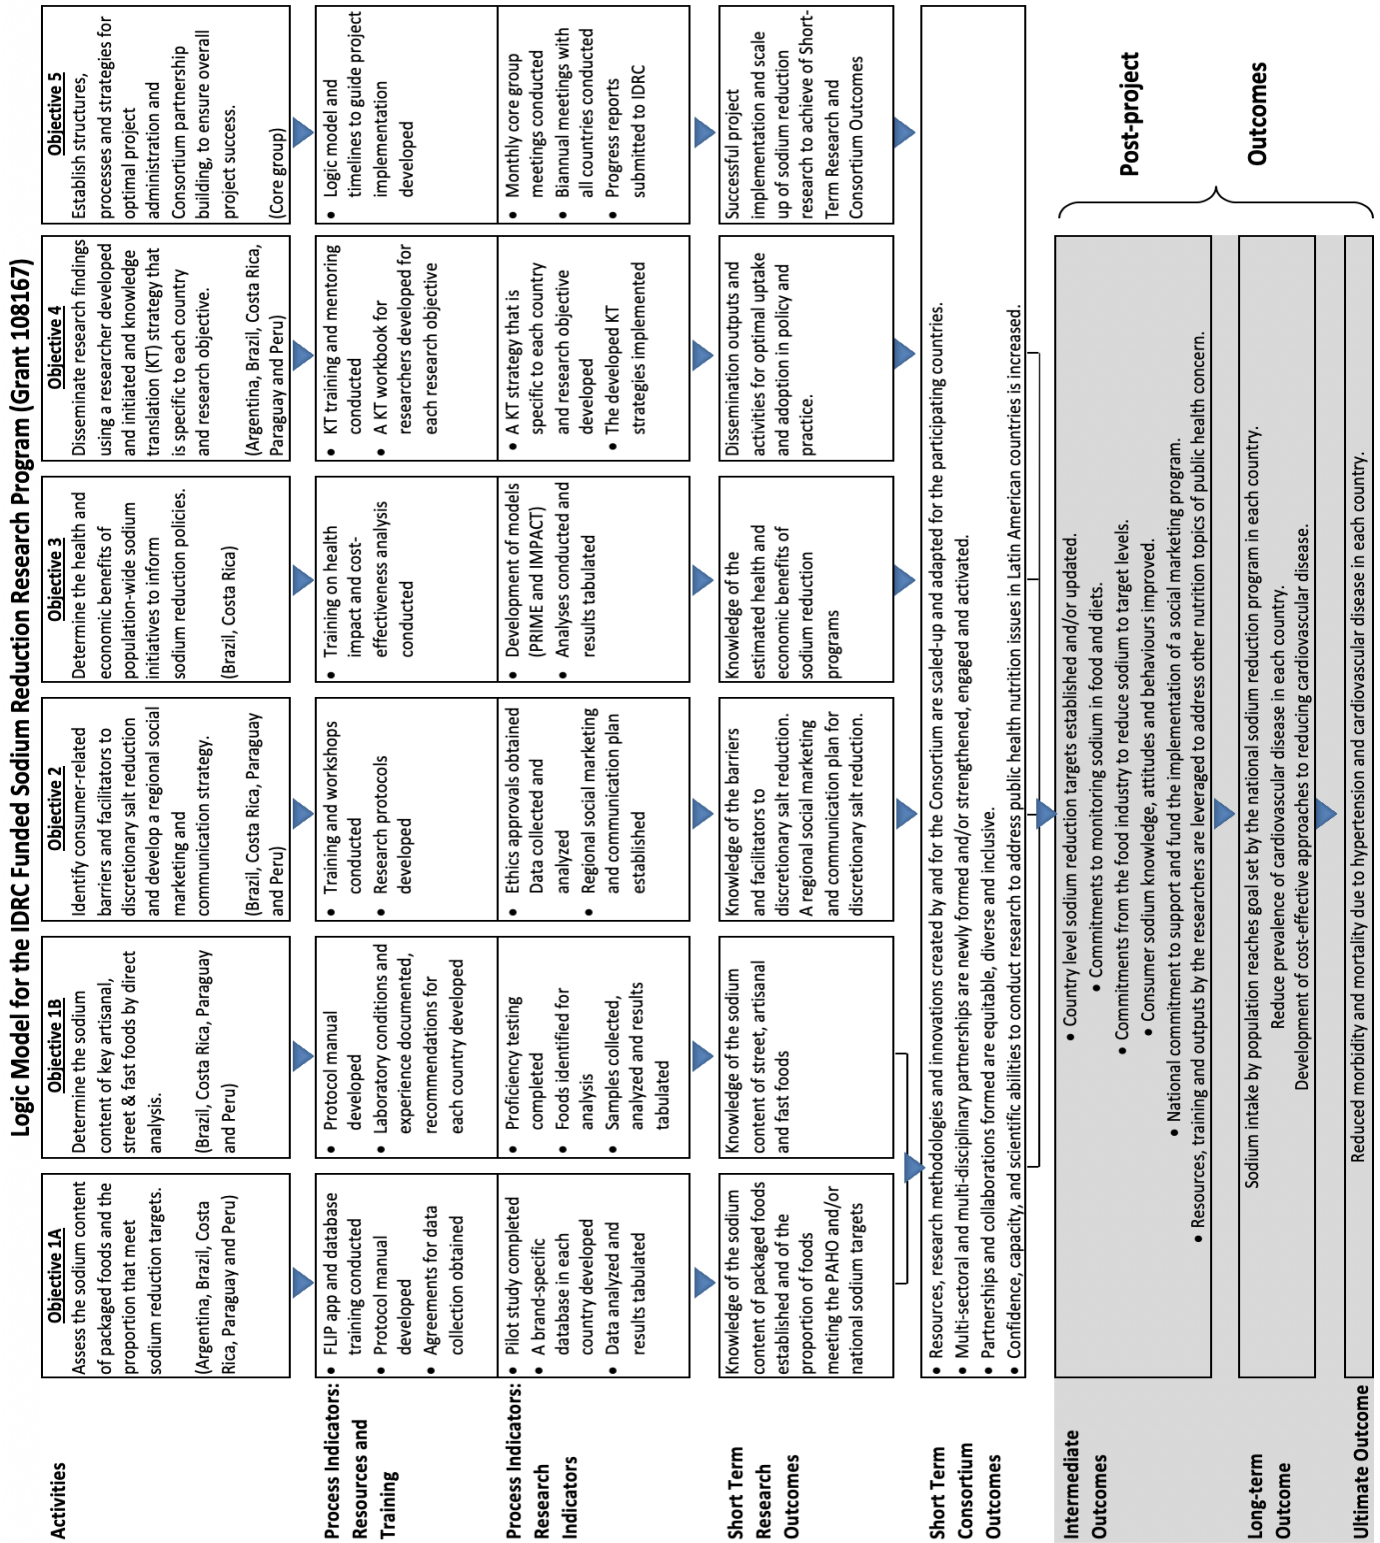 Logic Model for the IDRC Funded Sodium Reduction Research Program (Grant 108167)
Activities
Objective 1A
Assess the sodium content
of packaged foods and the
proportion that meet
sodium reduction targets.
(Argentina, Brazil, Costa
Rica, Paraguay and Peru)
Objective 1B
Determine the sodium
content of key artisanal,
street & fast foods by direct
analysis.
(Brazil, Costa Rica, Paraguay
and Peru)
Objective 2
Identify consumer-related
barriers and facilitators to
discretionary salt reduction
and develop a regional social
marketing and
communication strategy.
(Brazil, Costa Rica, Paraguay
and Peru)
Objective 3
Determine the health and
economic benefits of
population-wide sodium
initiatives to inform
sodium reduction policies.
(Brazil, Costa Rica)
Objective 4
Disseminate research findings
using a researcher developed
and initiated and knowledge
translation (KT) strategy that
is specific to each country
and research objective.
(Argentina, Brazil, Costa Rica,
Paraguay and Peru)
Objective 5
Establish structures,
processes and strategies for
optimal project
administration and
Consortium partnership
building, to ensure overall
project success.
(Core group)
Process Indicators:
Resources and
Training
• FLIP app and database
training conducted
• Protocol manual
developed
• Agreements for data
collection obtained
• Protocol manual
developed
• Laboratory conditions and
experience documented,
recommendations for
each country developed
• Training and workshops
conducted
• Research protocols
developed
• Training on health
impact and cost-
effectiveness analysis
conducted
• KT training and mentoring
conducted
• A KT workbook for
researchers developed for
each research objective
• Logic model and
timelines to guide project
implementation
developed
Process Indicators:
Research
Indicators
• Pilot study completed
• A brand-specific
database in each
country developed
• Data analyzed and
results tabulated
• Proficiency testing
completed
• Foods identified for
analysis
• Samples collected,
analyzed and results
tabulated
• Ethics approvals obtained
• Data collected and
analyzed
• Regional social marketing
and communication plan
established
• Development of models
(PRIME and IMPACT)
• Analyses conducted and
results tabulated
• A KT strategy that is
specific to each country
and research objective
developed
• The developed KT
strategies implemented
• Monthly core group
meetings conducted
• Biannual meetings with
all countries conducted
• Progress reports
submitted to IDRC
Short Term
Research
Outcomes
Knowledge of the sodium
content of packaged foods
established and of the
proportion of foods
meeting the PAHO and/or
national sodium targets
Knowledge of the sodium
content of street, artisanal
and fast foods
Knowledge of the barriers
and facilitators to
discretionary salt reduction.
A regional social marketing
and communication plan for
discretionary salt reduction.
Knowledge of the
estimated health and
economic benefits of
sodium reduction
programs
Dissemination outputs and
activities for optimal uptake
and adoption in policy and
practice.
Successful project
implementation and scale
up of sodium reduction
research to achieve of Short-
Term Research and
Consortium Outcomes
Short Term
Consortium
Outcomes
• Resources, research methodologies and innovations created by and for the Consortium are scaled-up and adapted for the participating countries.
• Multi-sectoral and multi-disciplinary partnerships are newly formed and/or strengthened, engaged and activated.
• Partnerships and collaborations formed are equitable, diverse and inclusive.
• Confidence, capacity, and scientific abilities to conduct research to address public health nutrition issues in Latin American countries is increased.
Intermediate
Outcomes
• Country level sodium reduction targets established and/or updated.
• Commitments to monitoring sodium in food and diets.
• Commitments from the food industry to reduce sodium to target levels.
• Consumer sodium knowledge, attitudes and behaviours improved.
• National commitment to support and fund the implementation of a social marketing program.
• Resources, training and outputs by the researchers are leveraged to address other nutrition topics of public health concern.
Long-term
Outcome
Sodium intake by population reaches goal set by the national sodium reduction program in each country.
Reduce prevalence of cardiovascular disease in each country.
Development of cost-effective approaches to reducing cardiovascular disease.
Ultimate Outcome
Reduced morbidity and mortality due to hypertension and cardiovascular disease in each country.
Post-project
Outcomes